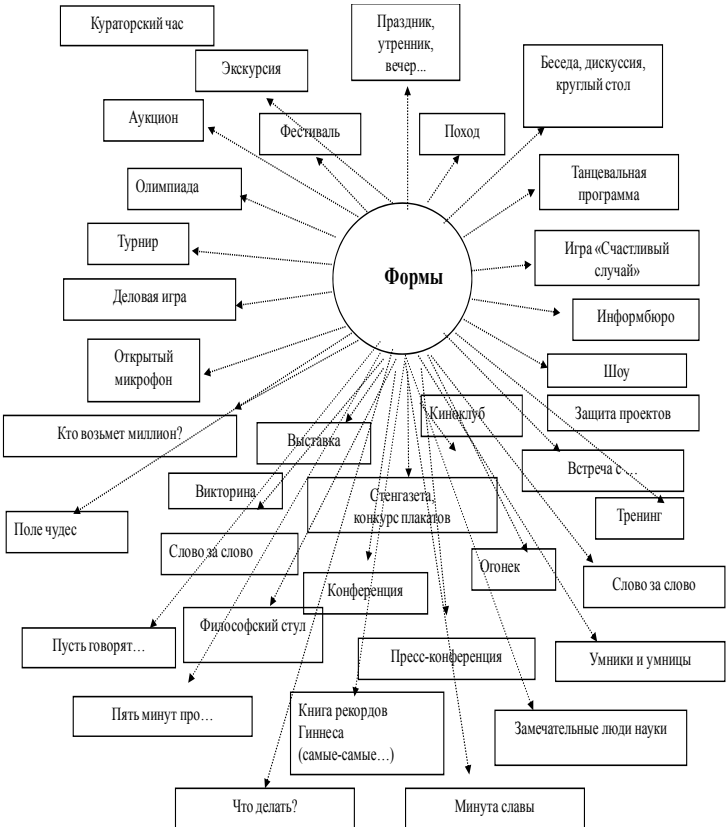 Кураторский час
Праздник,
утренник,
вечер...
Экскурсия
Беседа, дискуссия,
круглый стол
Аукцион
Фестиваль
Поход
Олимпиада
Танцевальная
программа
Турнир
Игра «Счастливый
случай»
Формы
Деловая игра
Информбюро
Открытый
микрофон
Шоу
Киноклуб
Защита проектов
Кто возьмет миллион?
Выставка
Встреча с …
Викторина
Стенгазета,
конкурс плакатов
Тренинг
Поле чудес
Слово за слово
Огонек
Слово за слово
Конференция
Философский стул
Пусть говорят…
Пресс-конференция
Умники и умницы
Пять минут про…
Книга рекордов
Гиннеса
(самые-самые…)
Замечательные люди науки
Что делать?
Минута славы